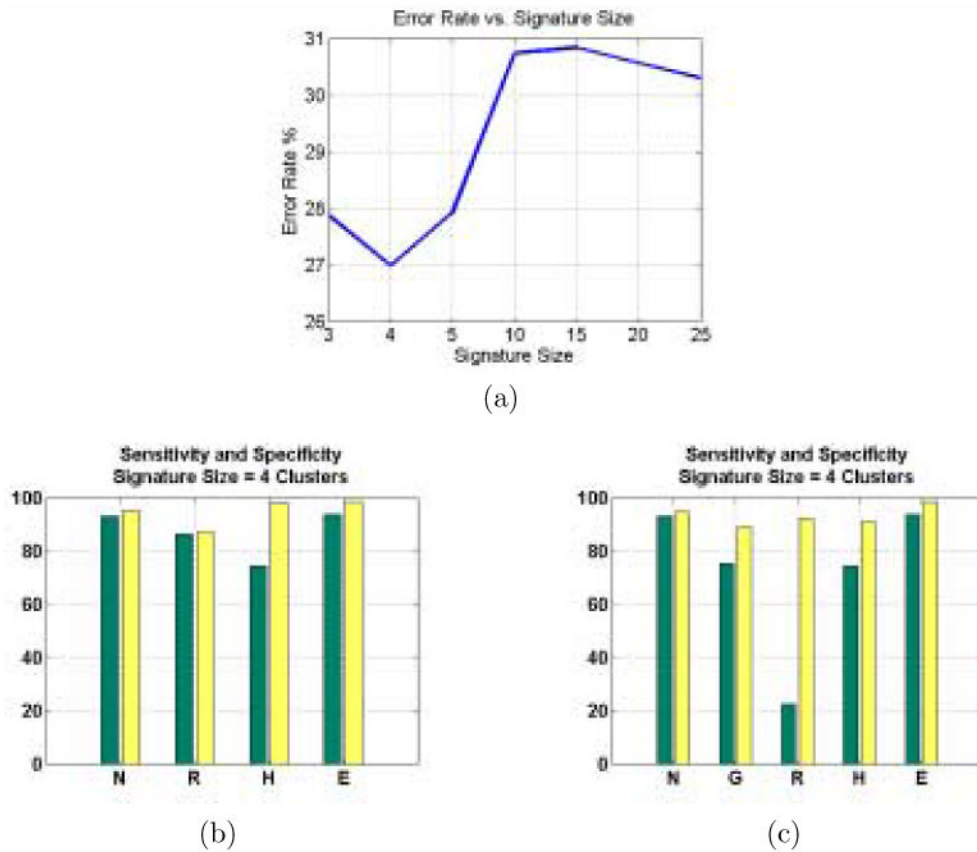 Error Rate vs. Signature Size
31
30
29
28
27
26
Error Rate %
3 4 5 10 15 20 25
Signature Size
(a)
Sensitivity and Specificity
Signature Size = 4 Clusters
100
80
60
40
20
0
N R H E
(b)
Sensitivity and Specificity
Signature Size = 4 Clusters
100
80
60
40
20
0
N G R H E
(c)